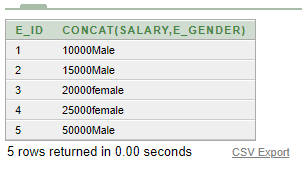 E_ID CONCAT(SALARY,E_GENDER)
1 10000Male
2 15000Male
3 20000female
4 25000female
5 50000Male
5 rows returned in 0.00 seconds CSV Export